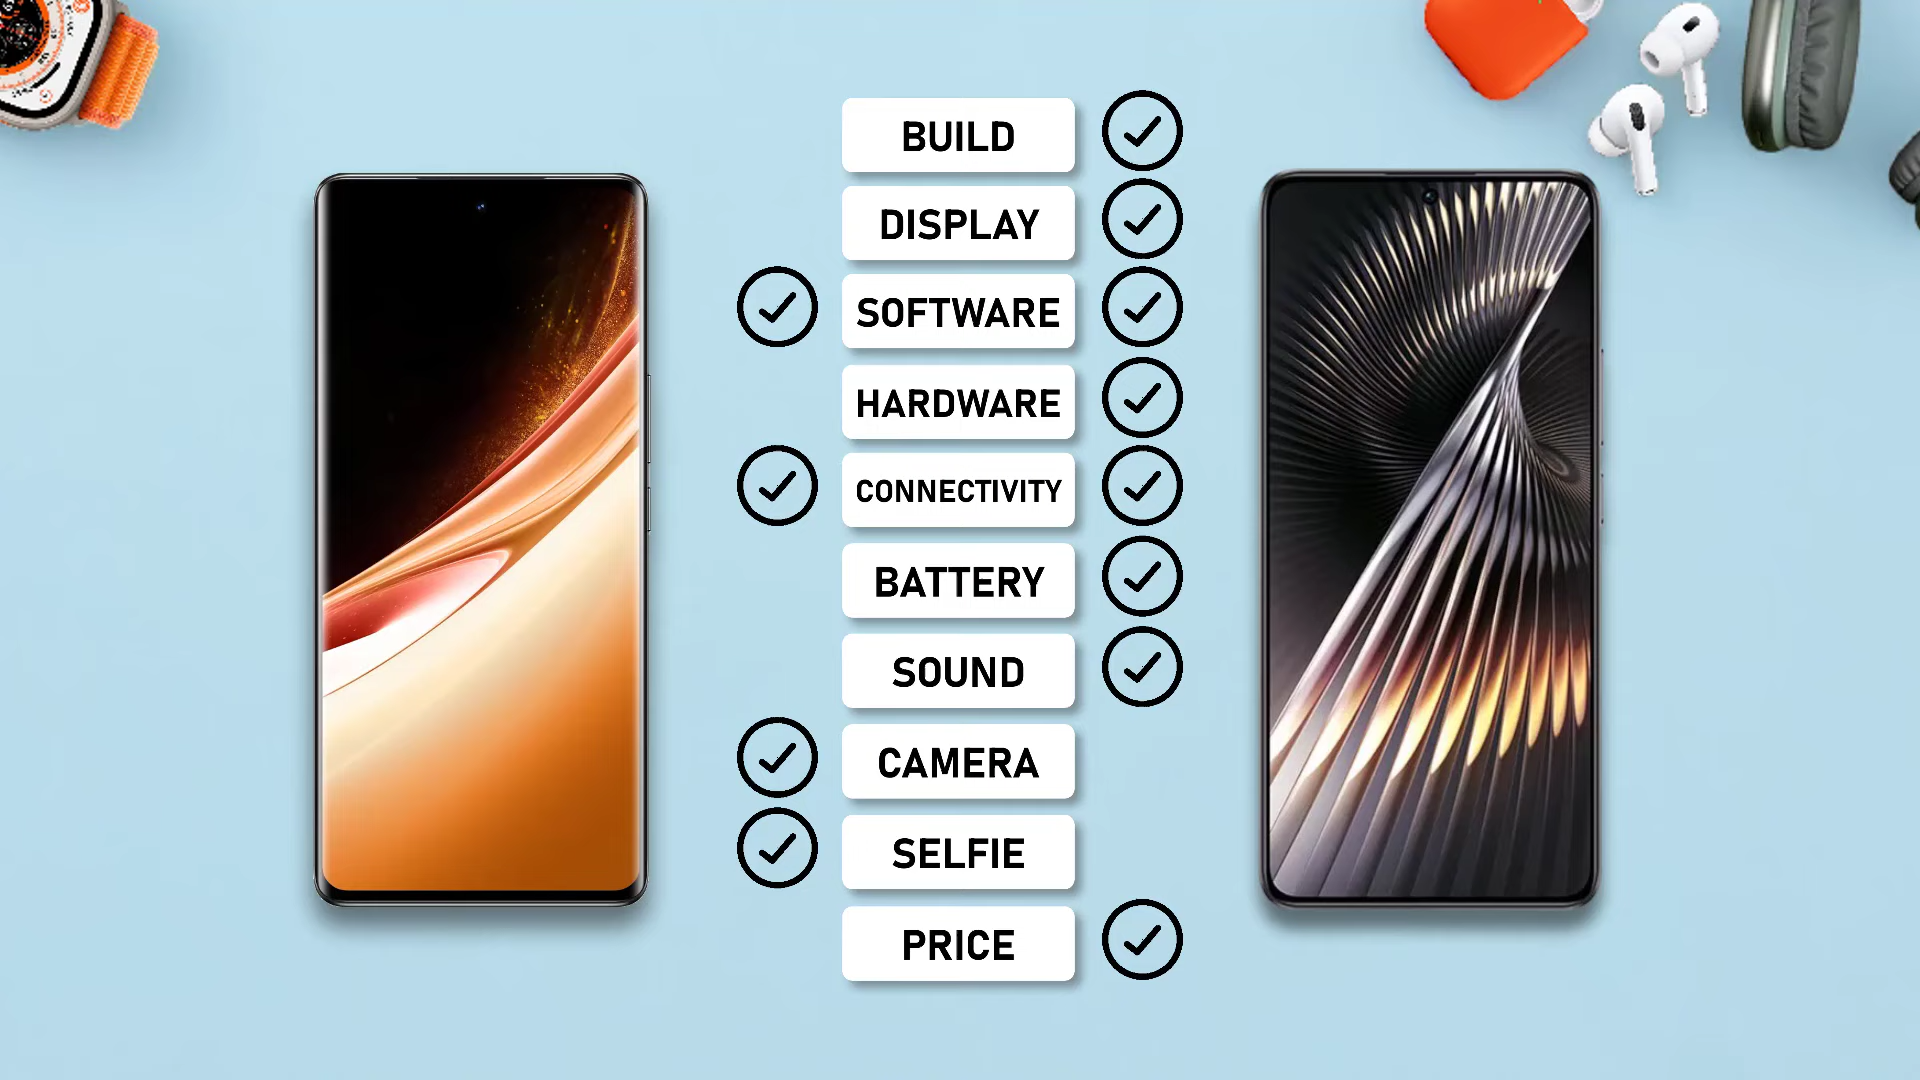 BUILD
DISPLAY
SOFTWARE
HARDWARE
CONNECTIVITY
BATTERY
SOUND
CAMERA
SELFIE
PRICE